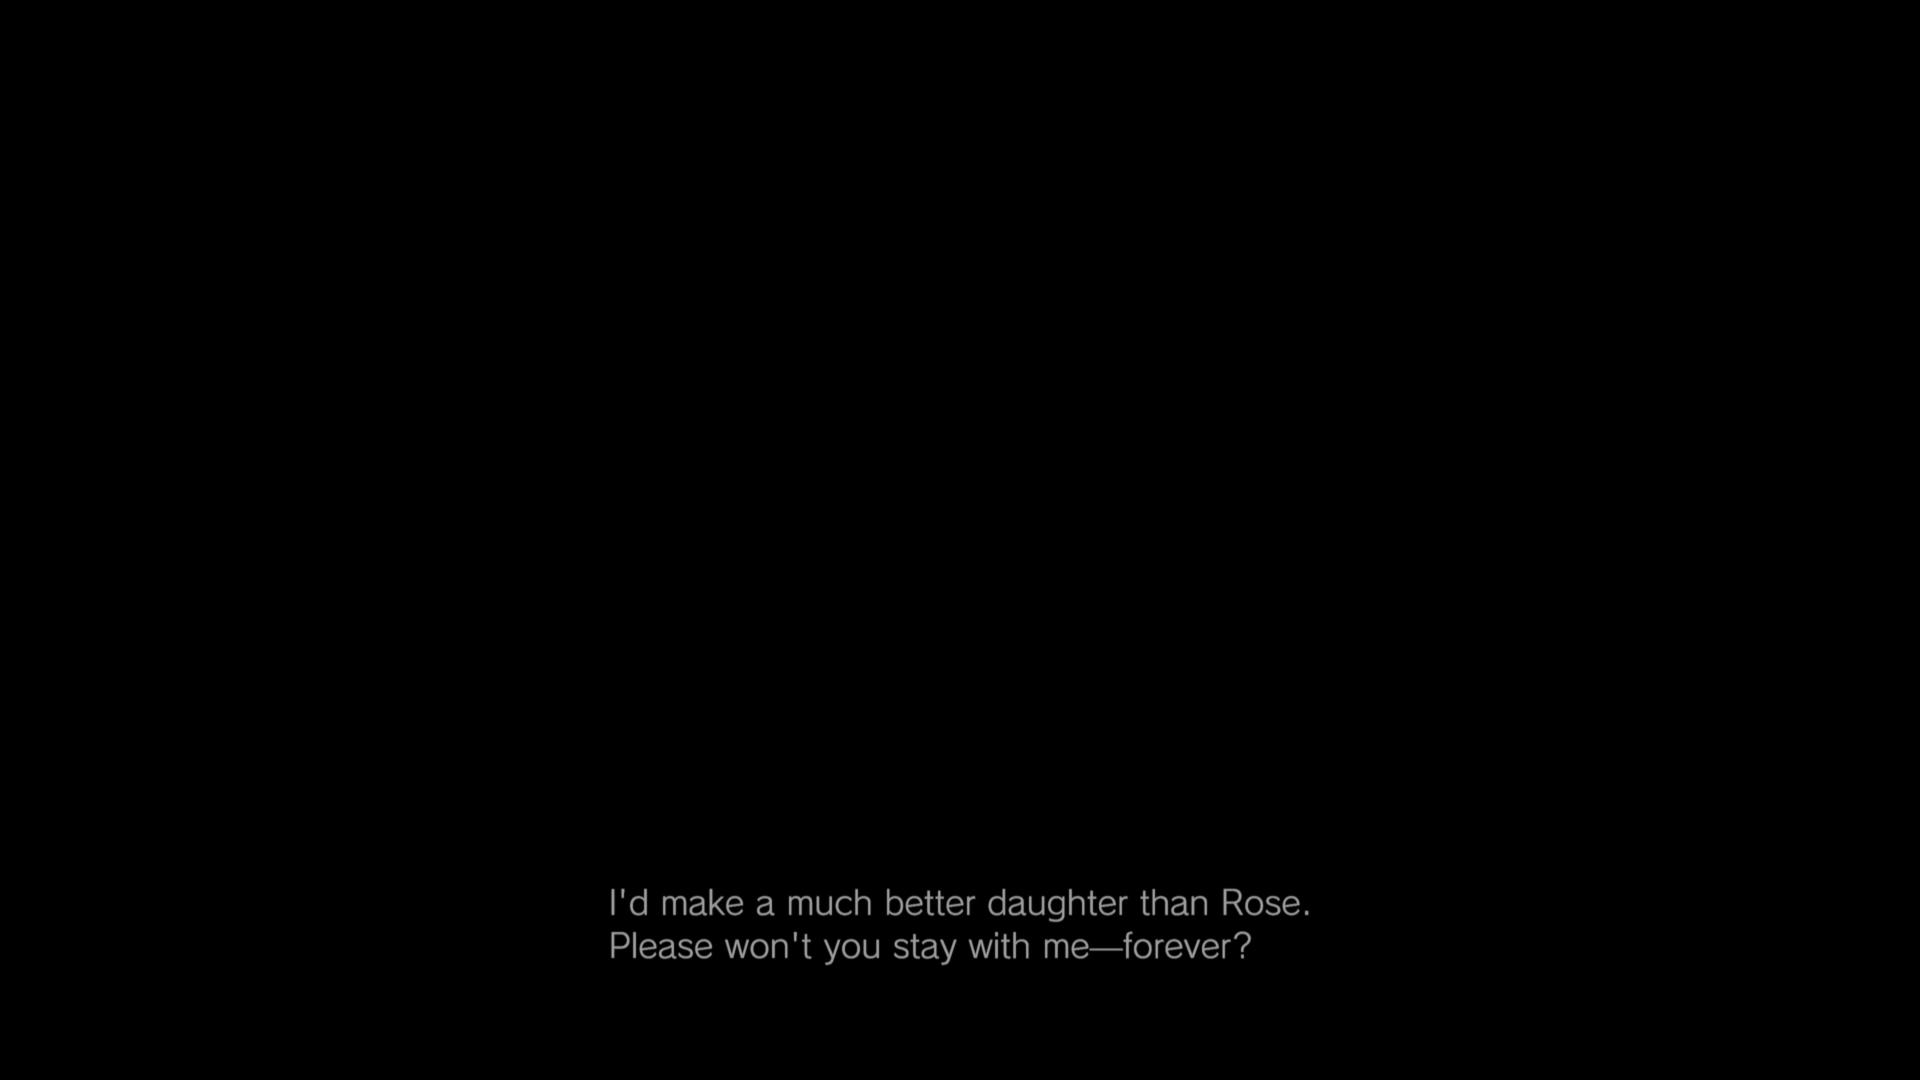 I'd make a much better daughter than Rose.
Please won't you stay with me—forever?